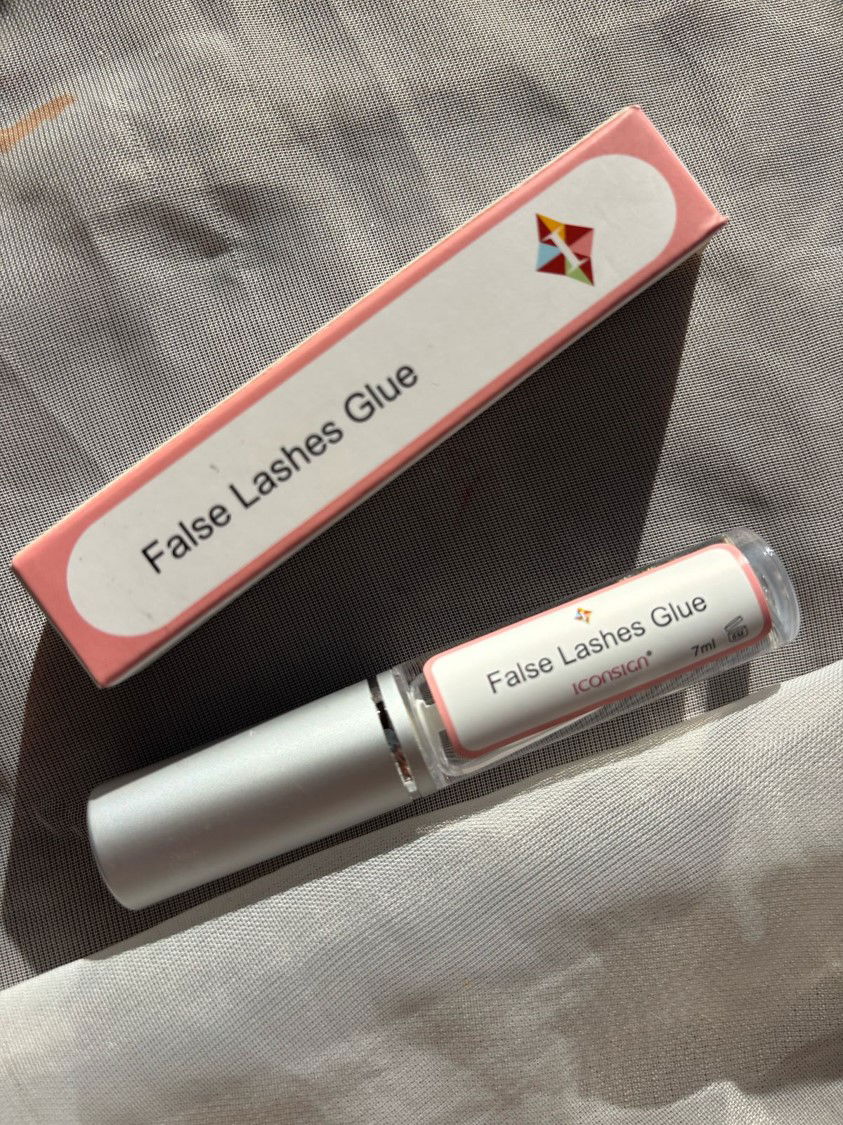 I
False Lashes Glue
False Lashes Glue
ICONSIGN®
7ml